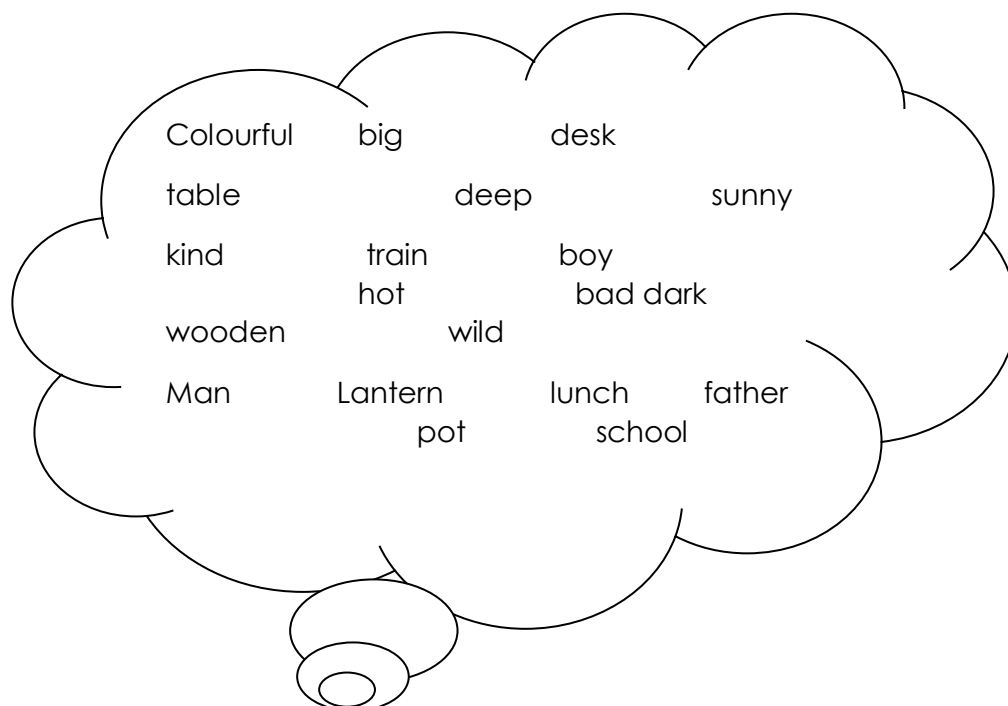 Colourful big desk
table deep sunny
kind train boy
hot bad dark
wooden wild
Man Lantern lunch father
pot school